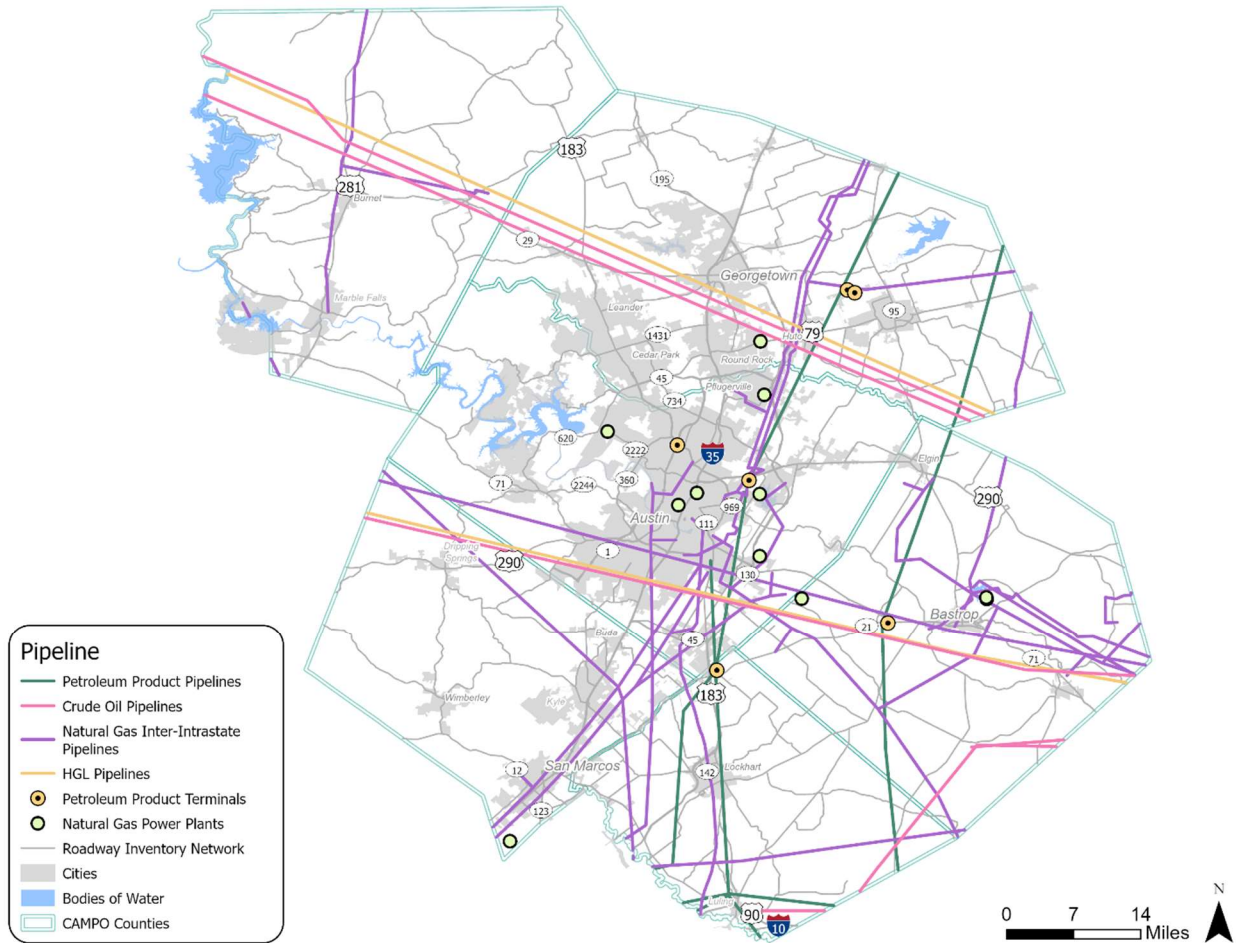 183
281
Burnet
195
29
Georgetown
Leander
95
Marble Falls
79
Hutto
1431
Cedar Park
Round Rock
45
Pflugerville
734
620
2222
35
Elgin
71
2244
360
290
969
Austin
111
1
Dripping
Springs
290
130
Bastrop
21
Buda
45
71
183
Wimberley
Kyle
San Marcos
12
142
Lockhart
123
Luling
90
10
Pipeline
Petroleum Product Pipelines
Crude Oil Pipelines
Natural Gas Inter-Intrastate
Pipelines
HGL Pipelines
Petroleum Product Terminals
Natural Gas Power Plants
Roadway Inventory Network
Cities
Bodies of Water
CAMPO Counties
N
0 7 14
Miles